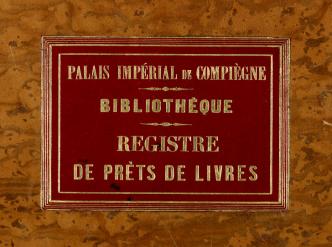 PALAIS IMPÉRIAL DE COMPIÈGNE
BIBLIOTHÈQUE
REGISTRE
DE PRÊTS DE LIVRES